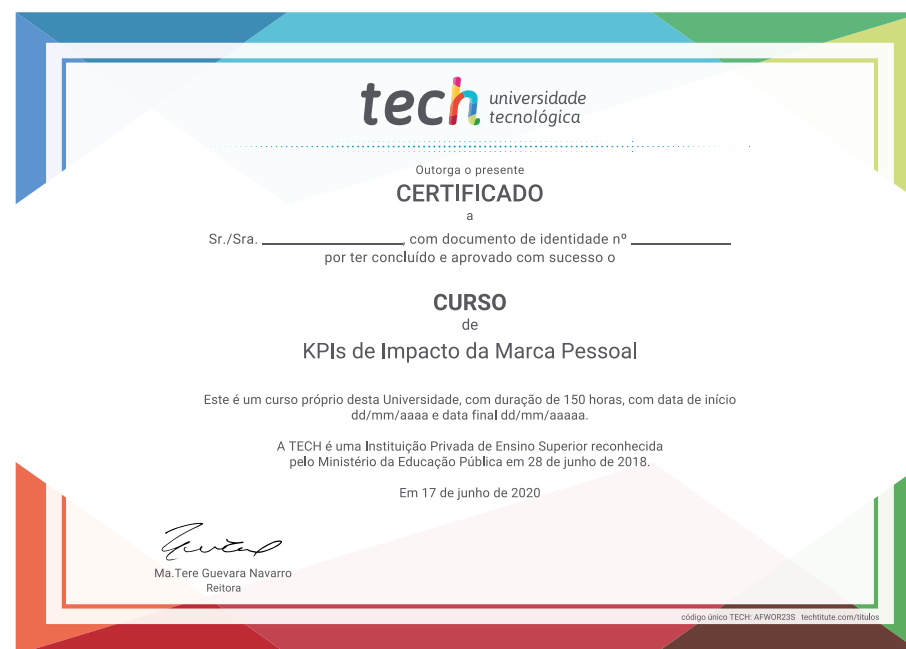 tech universidade
tecnológica
Outorga o presente
CERTIFICADO
a
Sr./Sra. ____________________, com documento de identidade nº ______________
por ter concluído e aprovado com sucesso o
CURSO
de
KPIs de Impacto da Marca Pessoal
Este é um curso próprio desta Universidade, com duração de 150 horas, com data de início
dd/mm/aaaa e data final dd/mm/aaaaa.
A TECH é uma Instituição Privada de Ensino Superior reconhecida
pelo Ministério da Educação Pública em 28 de junho de 2018.
Em 17 de junho de 2020
Ma.Tere Guevara Navarro
Reitora
código único TECH: AFWOR23S techtitute.com/titulos